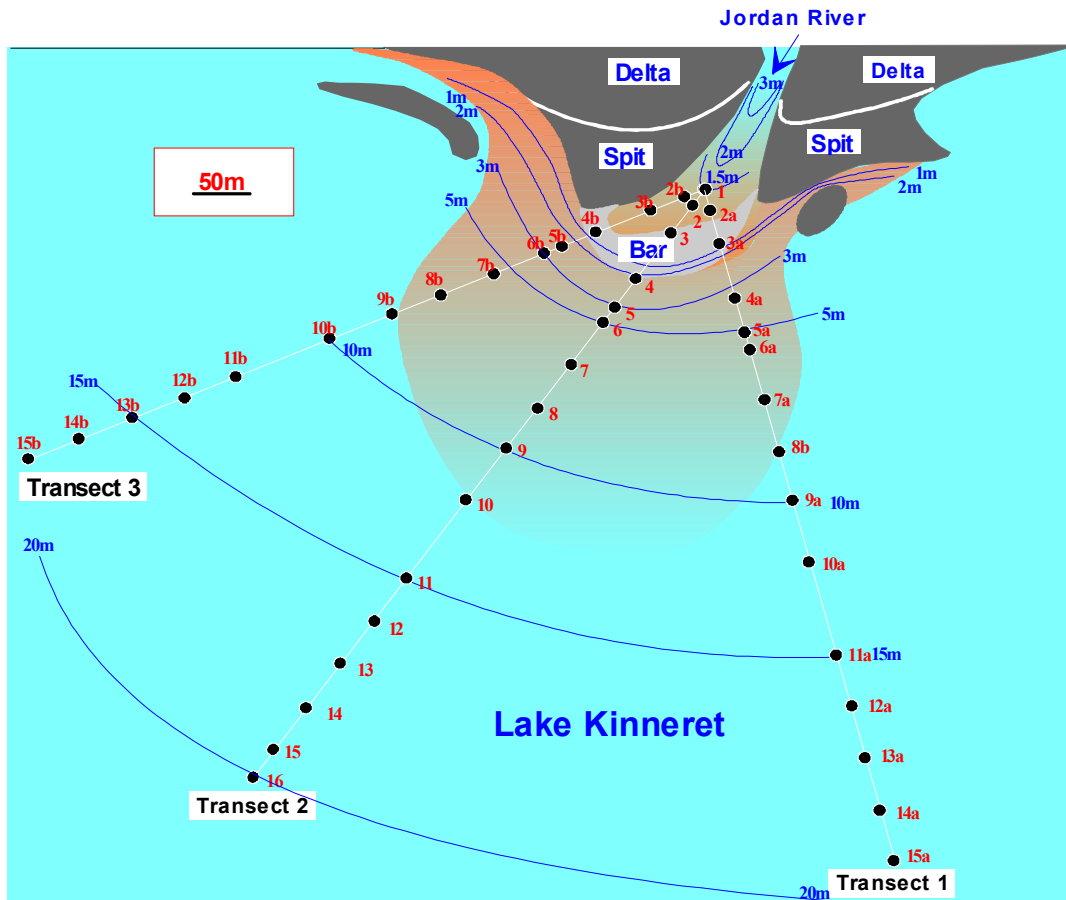 Jordan River
Delta
Delta
3m
1m
2m
Spit
Spit
50m
2m
3m
1m
2m
1.5m
5m
2b
1
3b
2
2a
4b
3
3a
5b
6b
Bar
3m
7b
4
4a
8b
5
5m
9b
6
5a
6a
10b
10m
11b
7
15m
12b
7a
13b
8
14b
9
8b
15b
Transect 3
10
9a
10m
20m
10a
11
12
11a
15m
13
14
12a
Lake Kinneret
15
13a
16
Transect 2
14a
15a
20m
Transect 1